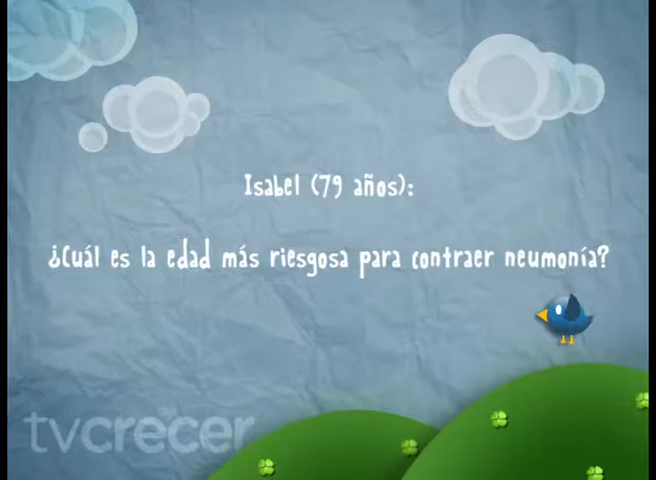 Isabel (79 años):
¿Cuál es la edad más riesgosa para contraer neumonía?
tvcrecer